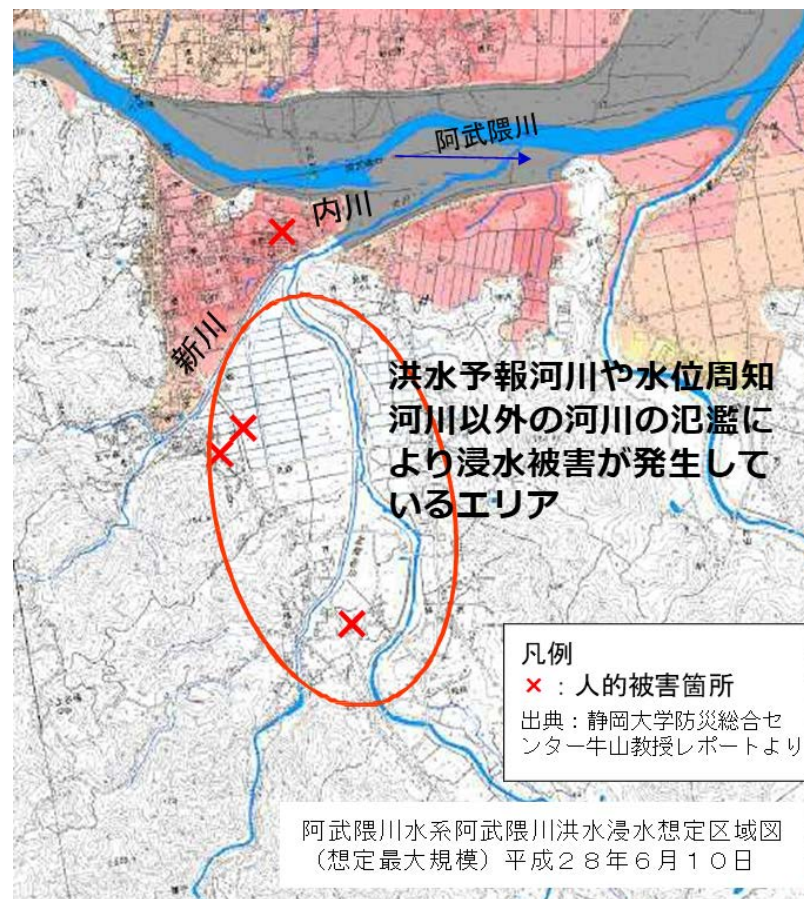 阿武隈川
内川
新川
洪水予報河川や水位周知
河川以外の河川の氾濫に
より浸水被害が発生して
いるエリア
凡例
×：人的被害箇所
出典：静岡大学防災総合セ
ンター牛山教授レポートより
阿武隈川水系阿武隈川洪水浸水想定区域図
（想定最大規模）平成２８年６月１０日